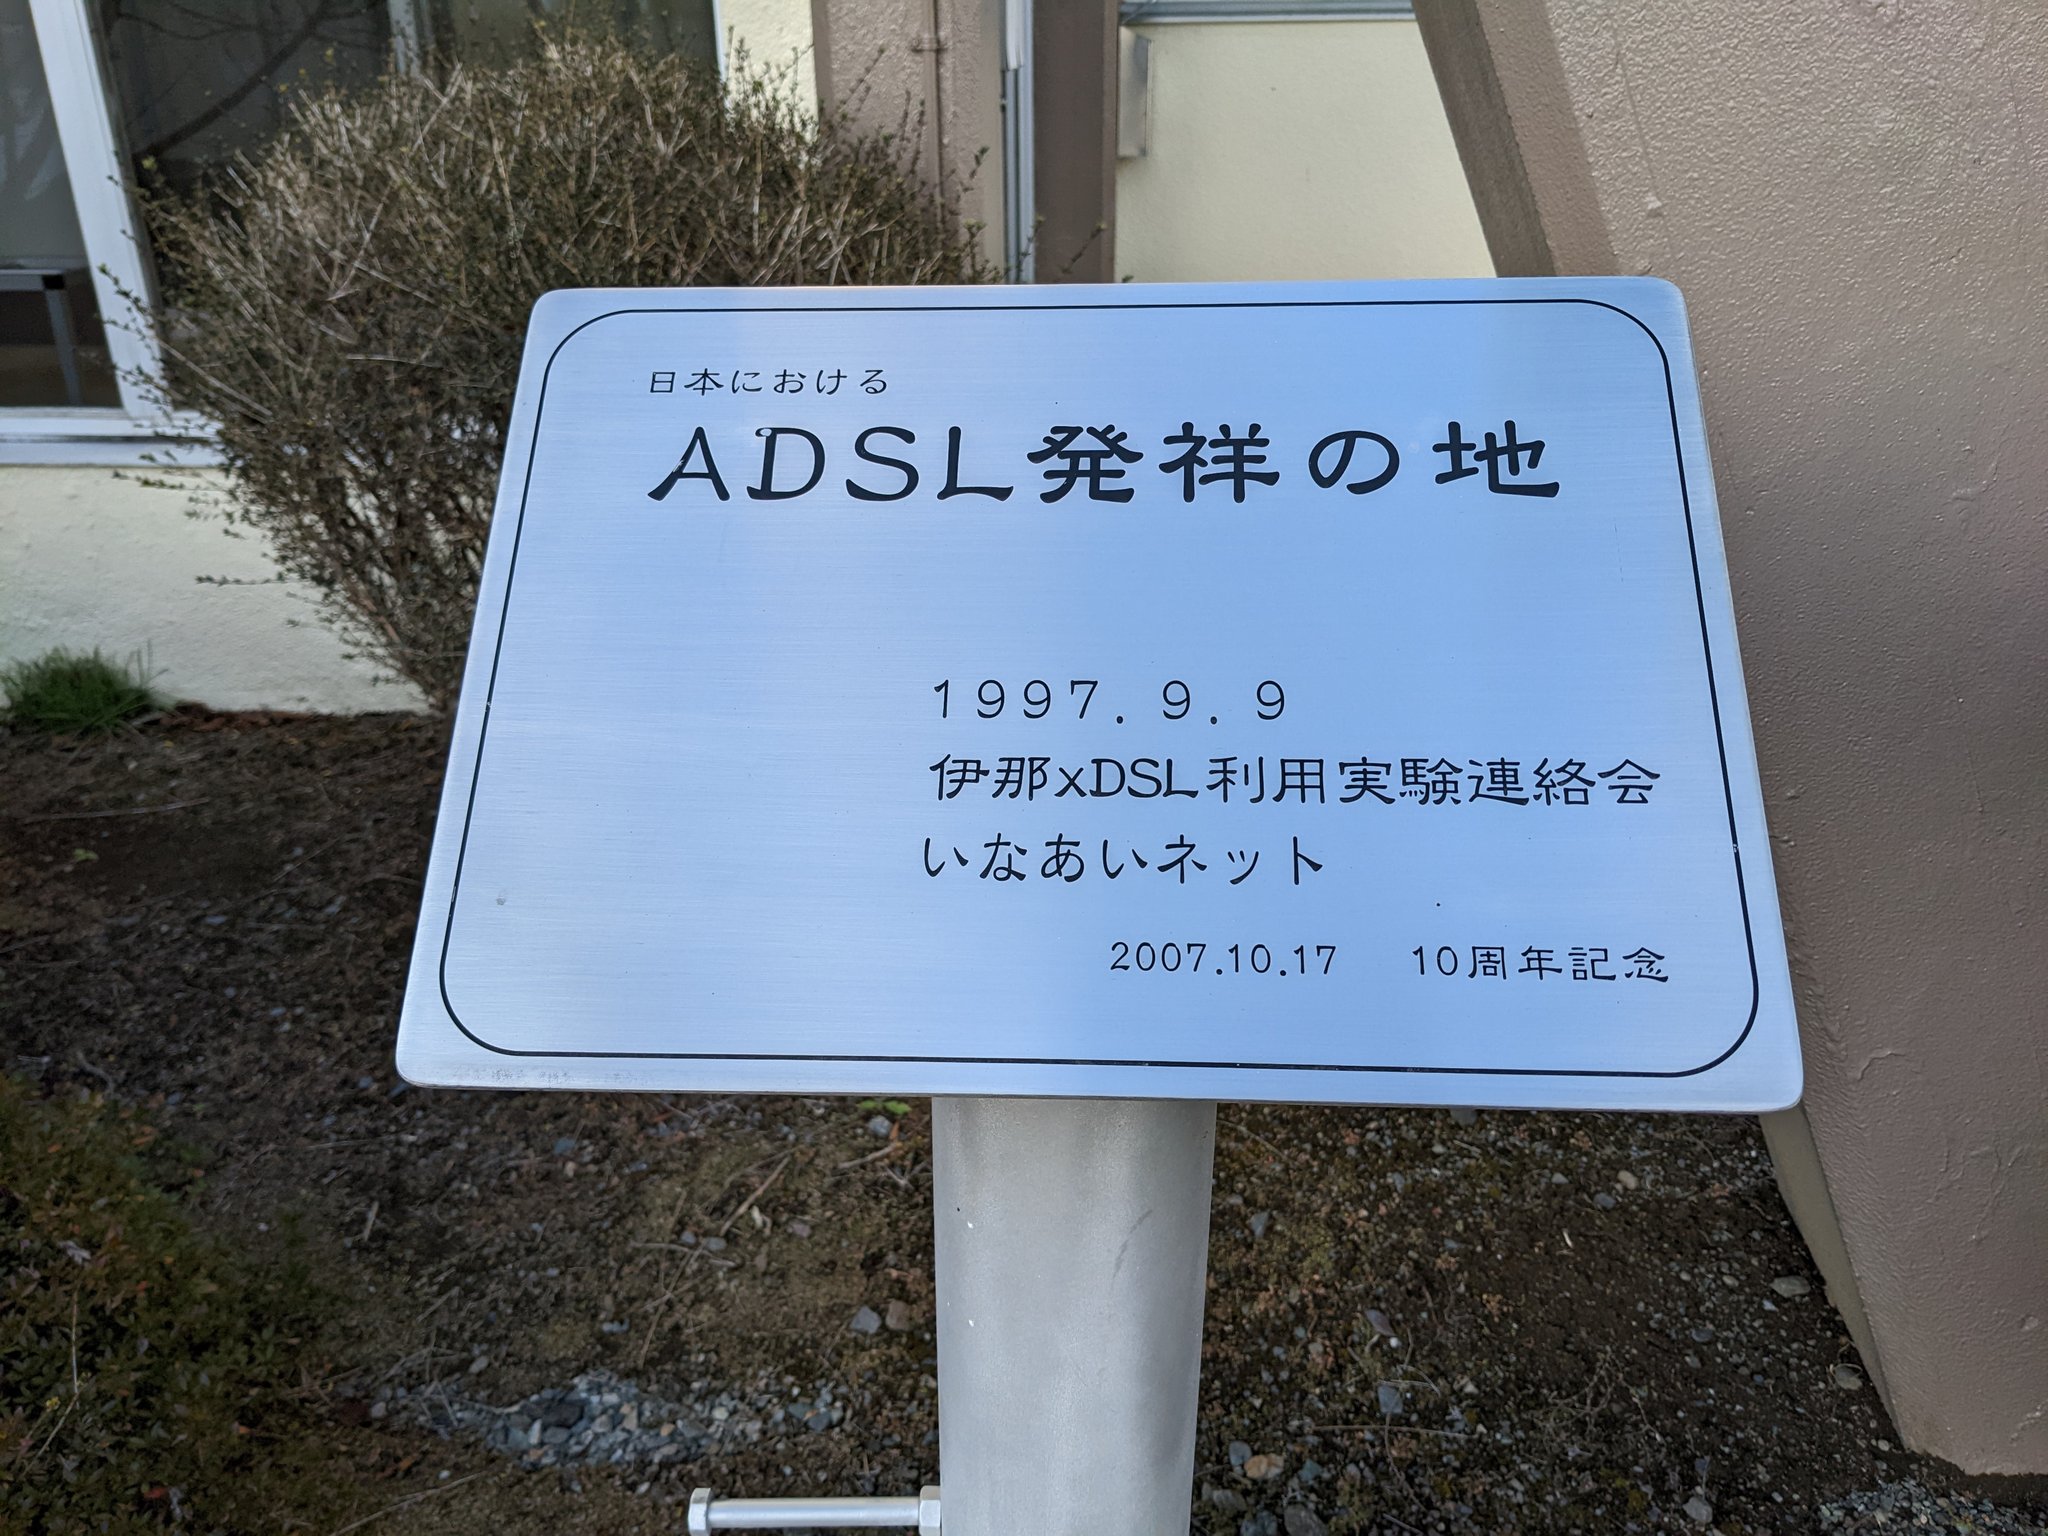 日本における
ADSL発祥の地
1997.9.9
伊那xDSL利用実験連絡会
いなあいネット
2007.10.17 10周年記念